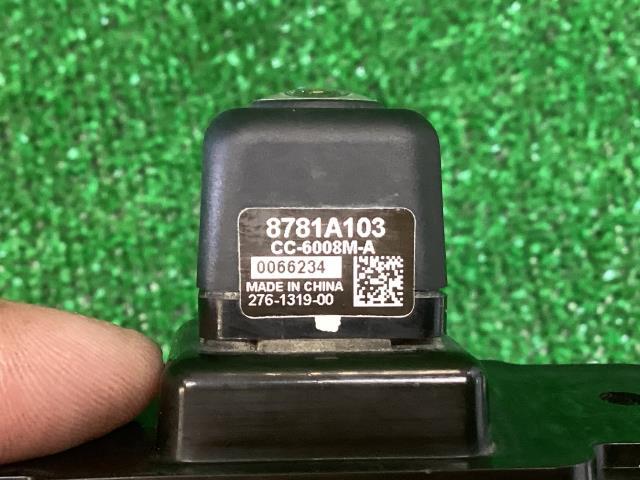 8781A103
CC-6008M-A
0066234
MADE IN CHINA
276-1319-00